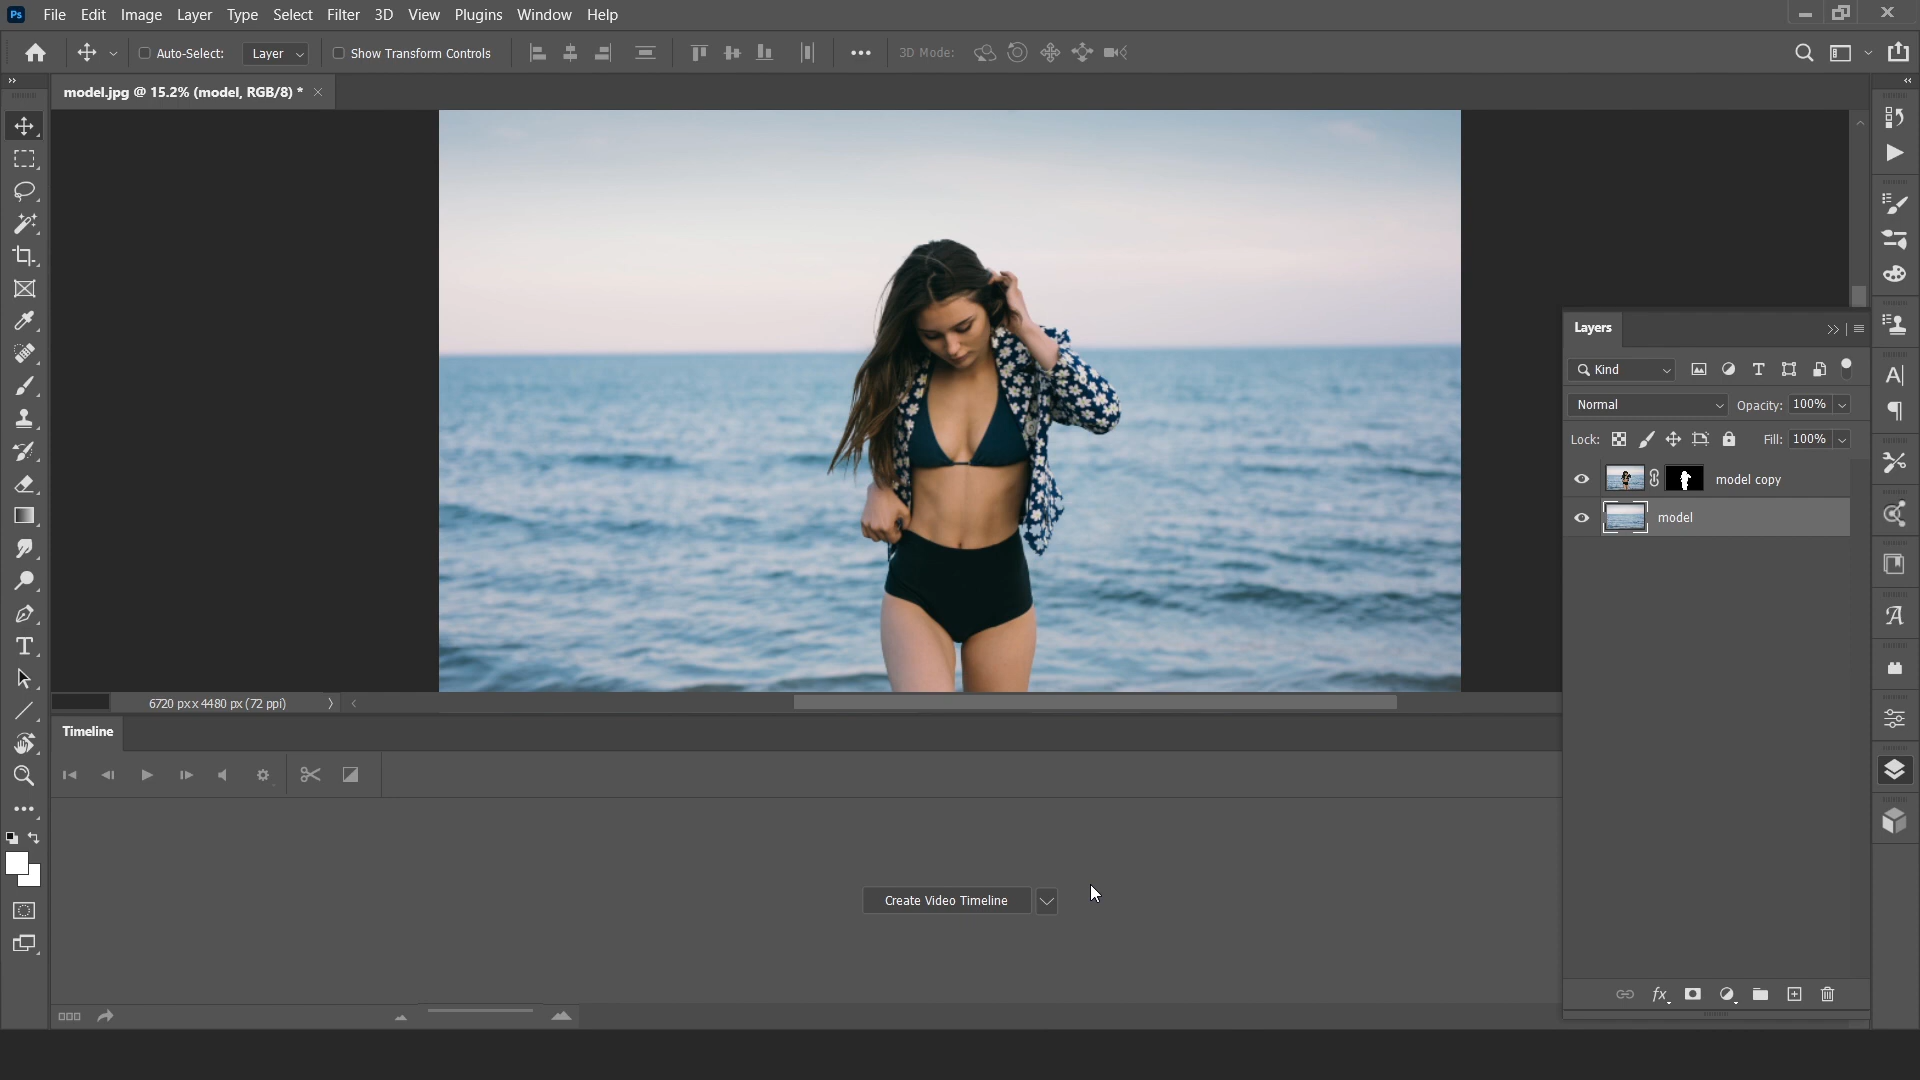 Ps File Edit Image Layer Type Select Filter 3D View Plugins Window Help
Auto-Select: Layer Show Transform Controls 3D Mode:
model.jpg @ 15.2% (model, RGB/8) *
Layers
Kind
Normal Opacity: 100%
Lock: Fill: 100%
model copy
model
6720 px x 4480 px (72 ppi)
Timeline
Create Video Timeline